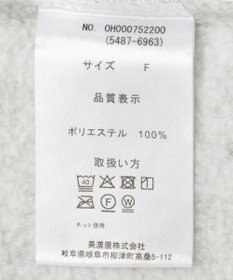 NO. 0H000752200
(5487-6963)
サイズ F
品質表示
ポリエステル 100%
取扱い方
40
F W
ネット使用
美濃屋株式会社
岐阜県岐阜市柳津町高桑5-112